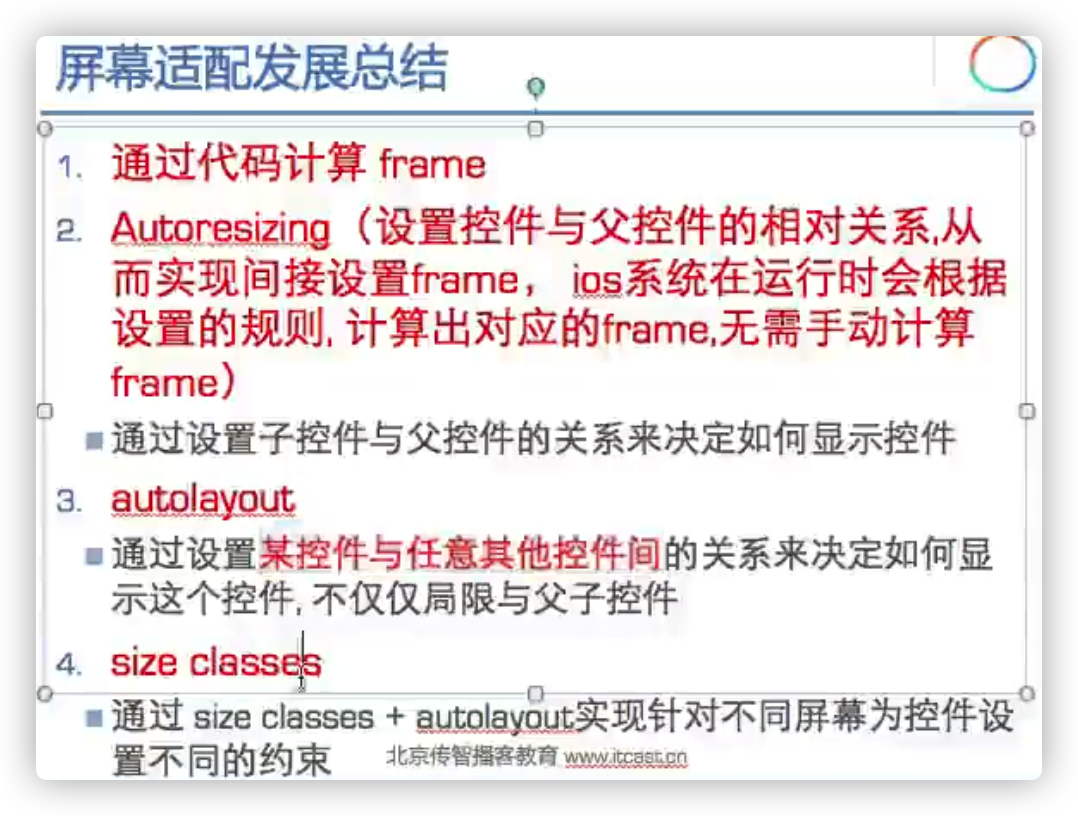 屏幕适配发展总结
1. 通过代码计算 frame
2. Autoresizing（设置控件与父控件的相对关系,从
而实现间接设置frame， ios系统在运行时会根据
设置的规则, 计算出对应的frame,无需手动计算
frame）
■ 通过设置子控件与父控件的关系来决定如何显示控件
3. autolayout
■ 通过设置某控件与任意其他控件间的关系来决定如何显
示这个控件, 不仅仅局限与父子控件
4. size classes
■ 通过 size classes + autolayout实现针对不同屏幕为控件设
置不同的约束
北京传智播客教育 www.itcast.cn